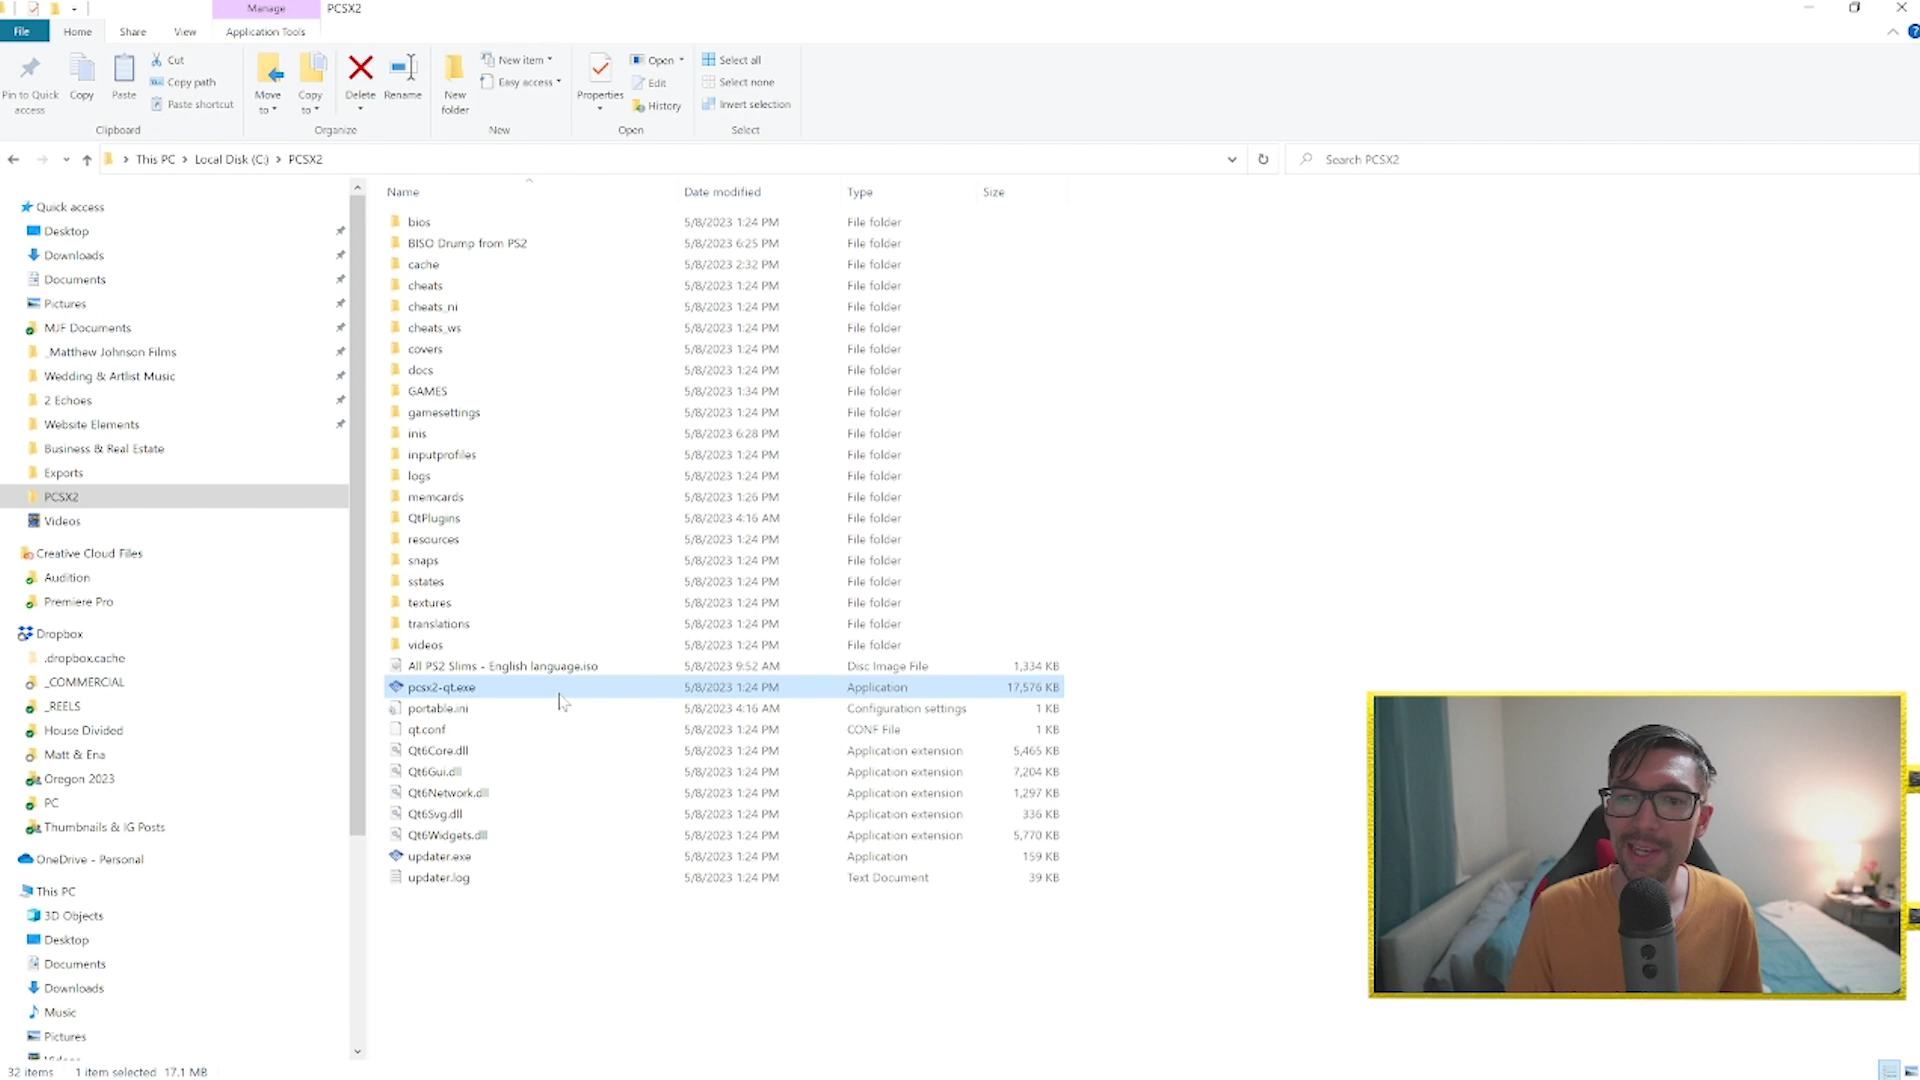 Manage
PCSX2
File
Home
Share
View
Application Tools
Pin to Quick access
Copy
Paste
Cut
Copy path
Paste shortcut
Clipboard
Move to
Copy to
Delete
Rename
Organize
New folder
New item
Easy access
New
Properties
Open
Edit
History
Open
Select all
Select none
Invert selection
Select
This PC > Local Disk (C:) > PCSX2
Search PCSX2
Quick access
Desktop
Downloads
Documents
Pictures
MJF Documents
_Matthew Johnson Films
Wedding & Artlist Music
2 Echoes
Website Elements
Business & Real Estate
Exports
PCSX2
Videos
Creative Cloud Files
Audition
Premiere Pro
Dropbox
.dropbox.cache
_COMMERCIAL
_REELS
House Divided
Matt & Ena
Oregon 2023
PC
Thumbnails & IG Posts
OneDrive - Personal
This PC
3D Objects
Desktop
Documents
Downloads
Music
Pictures
Name Date modified Type Size
bios 5/8/2023 1:24 PM File folder
BISO Drump from PS2 5/8/2023 6:25 PM File folder
cache 5/8/2023 2:32 PM File folder
cheats 5/8/2023 1:24 PM File folder
cheats_ni 5/8/2023 1:24 PM File folder
cheats_ws 5/8/2023 1:24 PM File folder
covers 5/8/2023 1:24 PM File folder
docs 5/8/2023 1:24 PM File folder
GAMES 5/8/2023 1:34 PM File folder
gamesettings 5/8/2023 1:24 PM File folder
inis 5/8/2023 6:28 PM File folder
inputprofiles 5/8/2023 1:24 PM File folder
logs 5/8/2023 1:24 PM File folder
memcards 5/8/2023 1:26 PM File folder
QtPlugins 5/8/2023 4:16 AM File folder
resources 5/8/2023 1:24 PM File folder
snaps 5/8/2023 1:24 PM File folder
sstates 5/8/2023 1:24 PM File folder
textures 5/8/2023 1:24 PM File folder
translations 5/8/2023 1:24 PM File folder
videos 5/8/2023 1:24 PM File folder
All PS2 Slims - English language.iso 5/8/2023 9:52 AM Disc Image File 1,334 KB
pcsx2-qt.exe 5/8/2023 1:24 PM Application 17,576 KB
portable.ini 5/8/2023 4:16 AM Configuration settings 1 KB
qt.conf 5/8/2023 1:24 PM CONF File 1 KB
Qt6Core.dll 5/8/2023 1:24 PM Application extension 5,465 KB
Qt6Gui.dll 5/8/2023 1:24 PM Application extension 7,204 KB
Qt6Network.dll 5/8/2023 1:24 PM Application extension 1,297 KB
Qt6Svg.dll 5/8/2023 1:24 PM Application extension 336 KB
Qt6Widgets.dll 5/8/2023 1:24 PM Application extension 5,770 KB
updater.exe 5/8/2023 1:24 PM Application 159 KB
updater.log 5/8/2023 1:24 PM Text Document 39 KB
32 items 1 item selected 17.1 MB